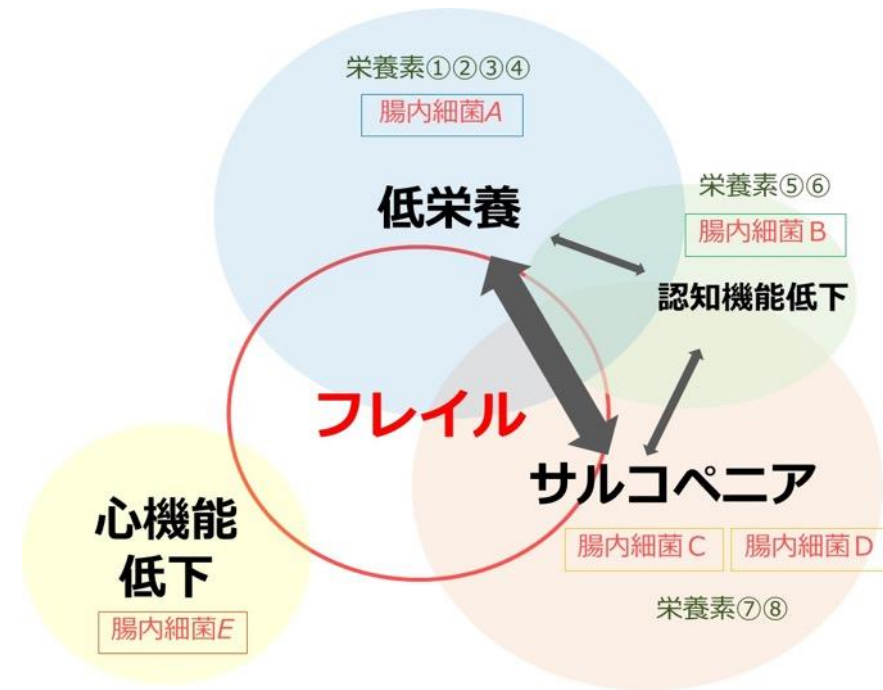 栄養素①②③④
腸内細菌A
低栄養
栄養素⑤⑥
腸内細菌B
認知機能低下
フレイル
サルコペニア
腸内細菌C
腸内細菌D
栄養素⑦⑧
心機能
低下
腸内細菌E